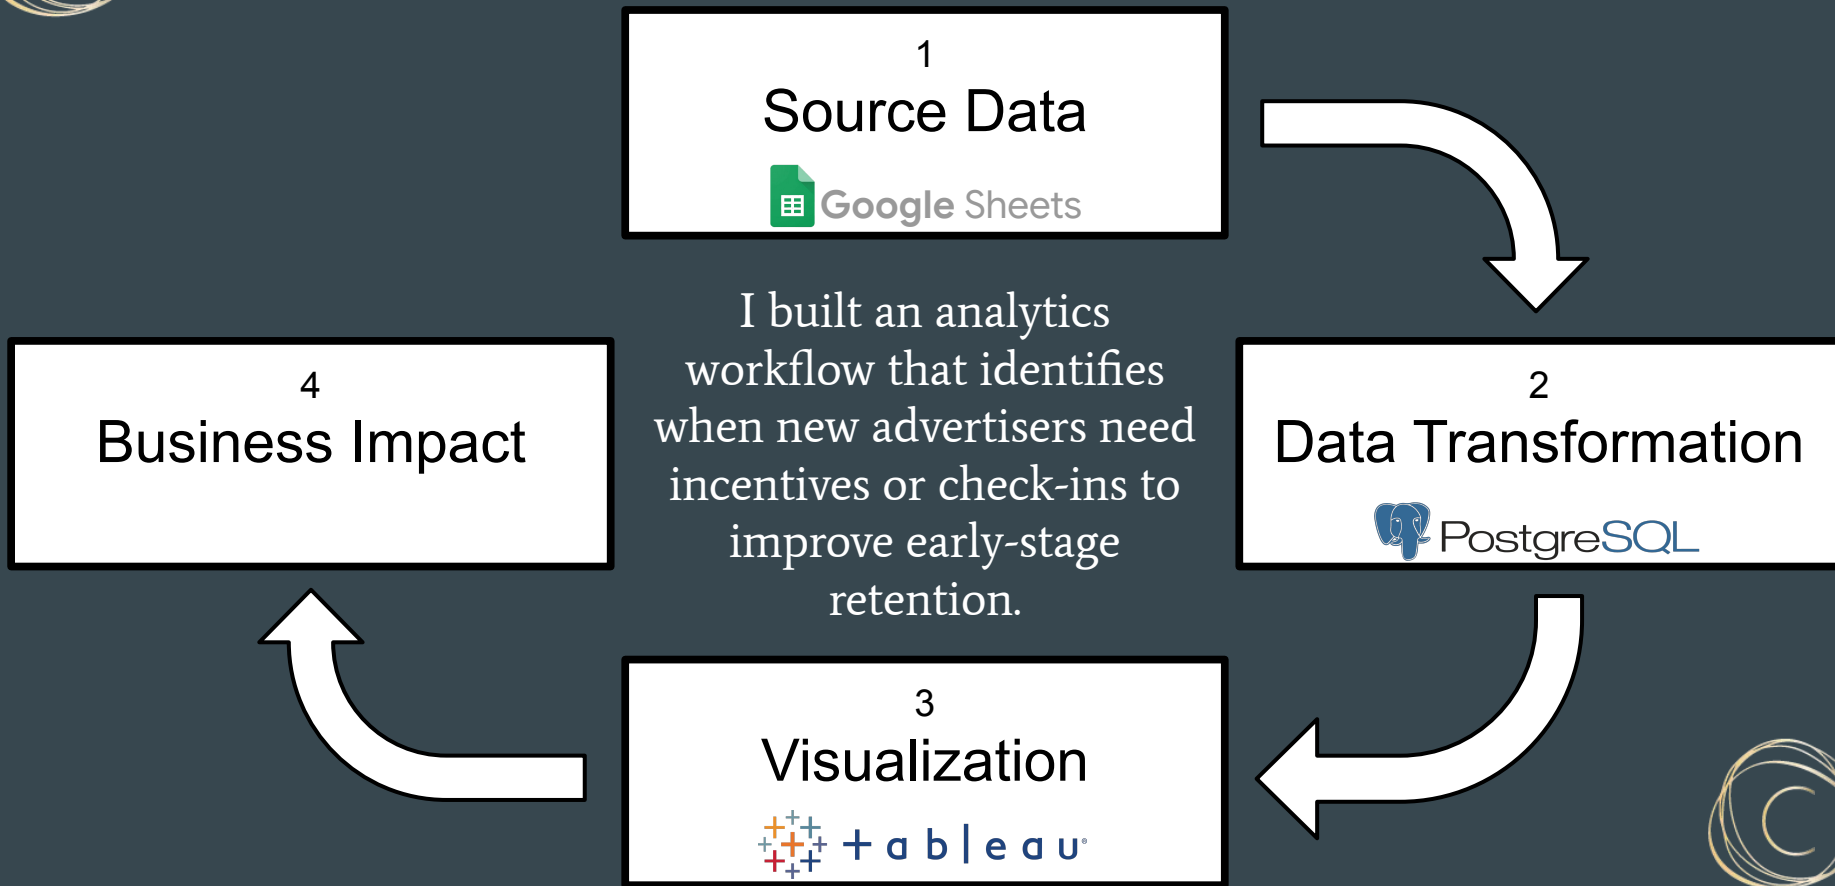 1
Source Data
Google Sheets
I built an analytics
workflow that identifies
when new advertisers need
incentives or check-ins to
improve early-stage
retention.
2
Data Transformation
PostgreSQL
3
Visualization
+ableau®
4
Business Impact